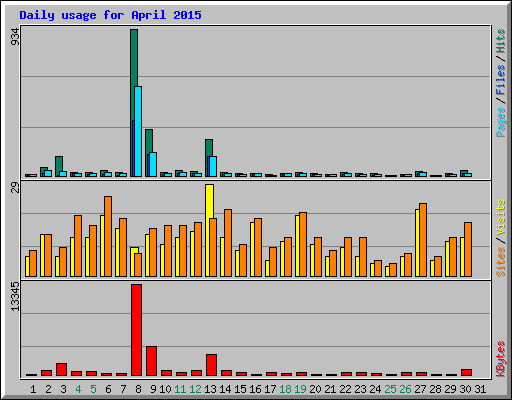 Daily usage for April 2015
934
Pages / Files / Hits
29
Sites / Visits
13345
KBytes
1 2 3 4 5 6 7 8 9 10 11 12 13 14 15 16 17 18 19 20 21 22 23 24 25 26 27 28 29 30 31